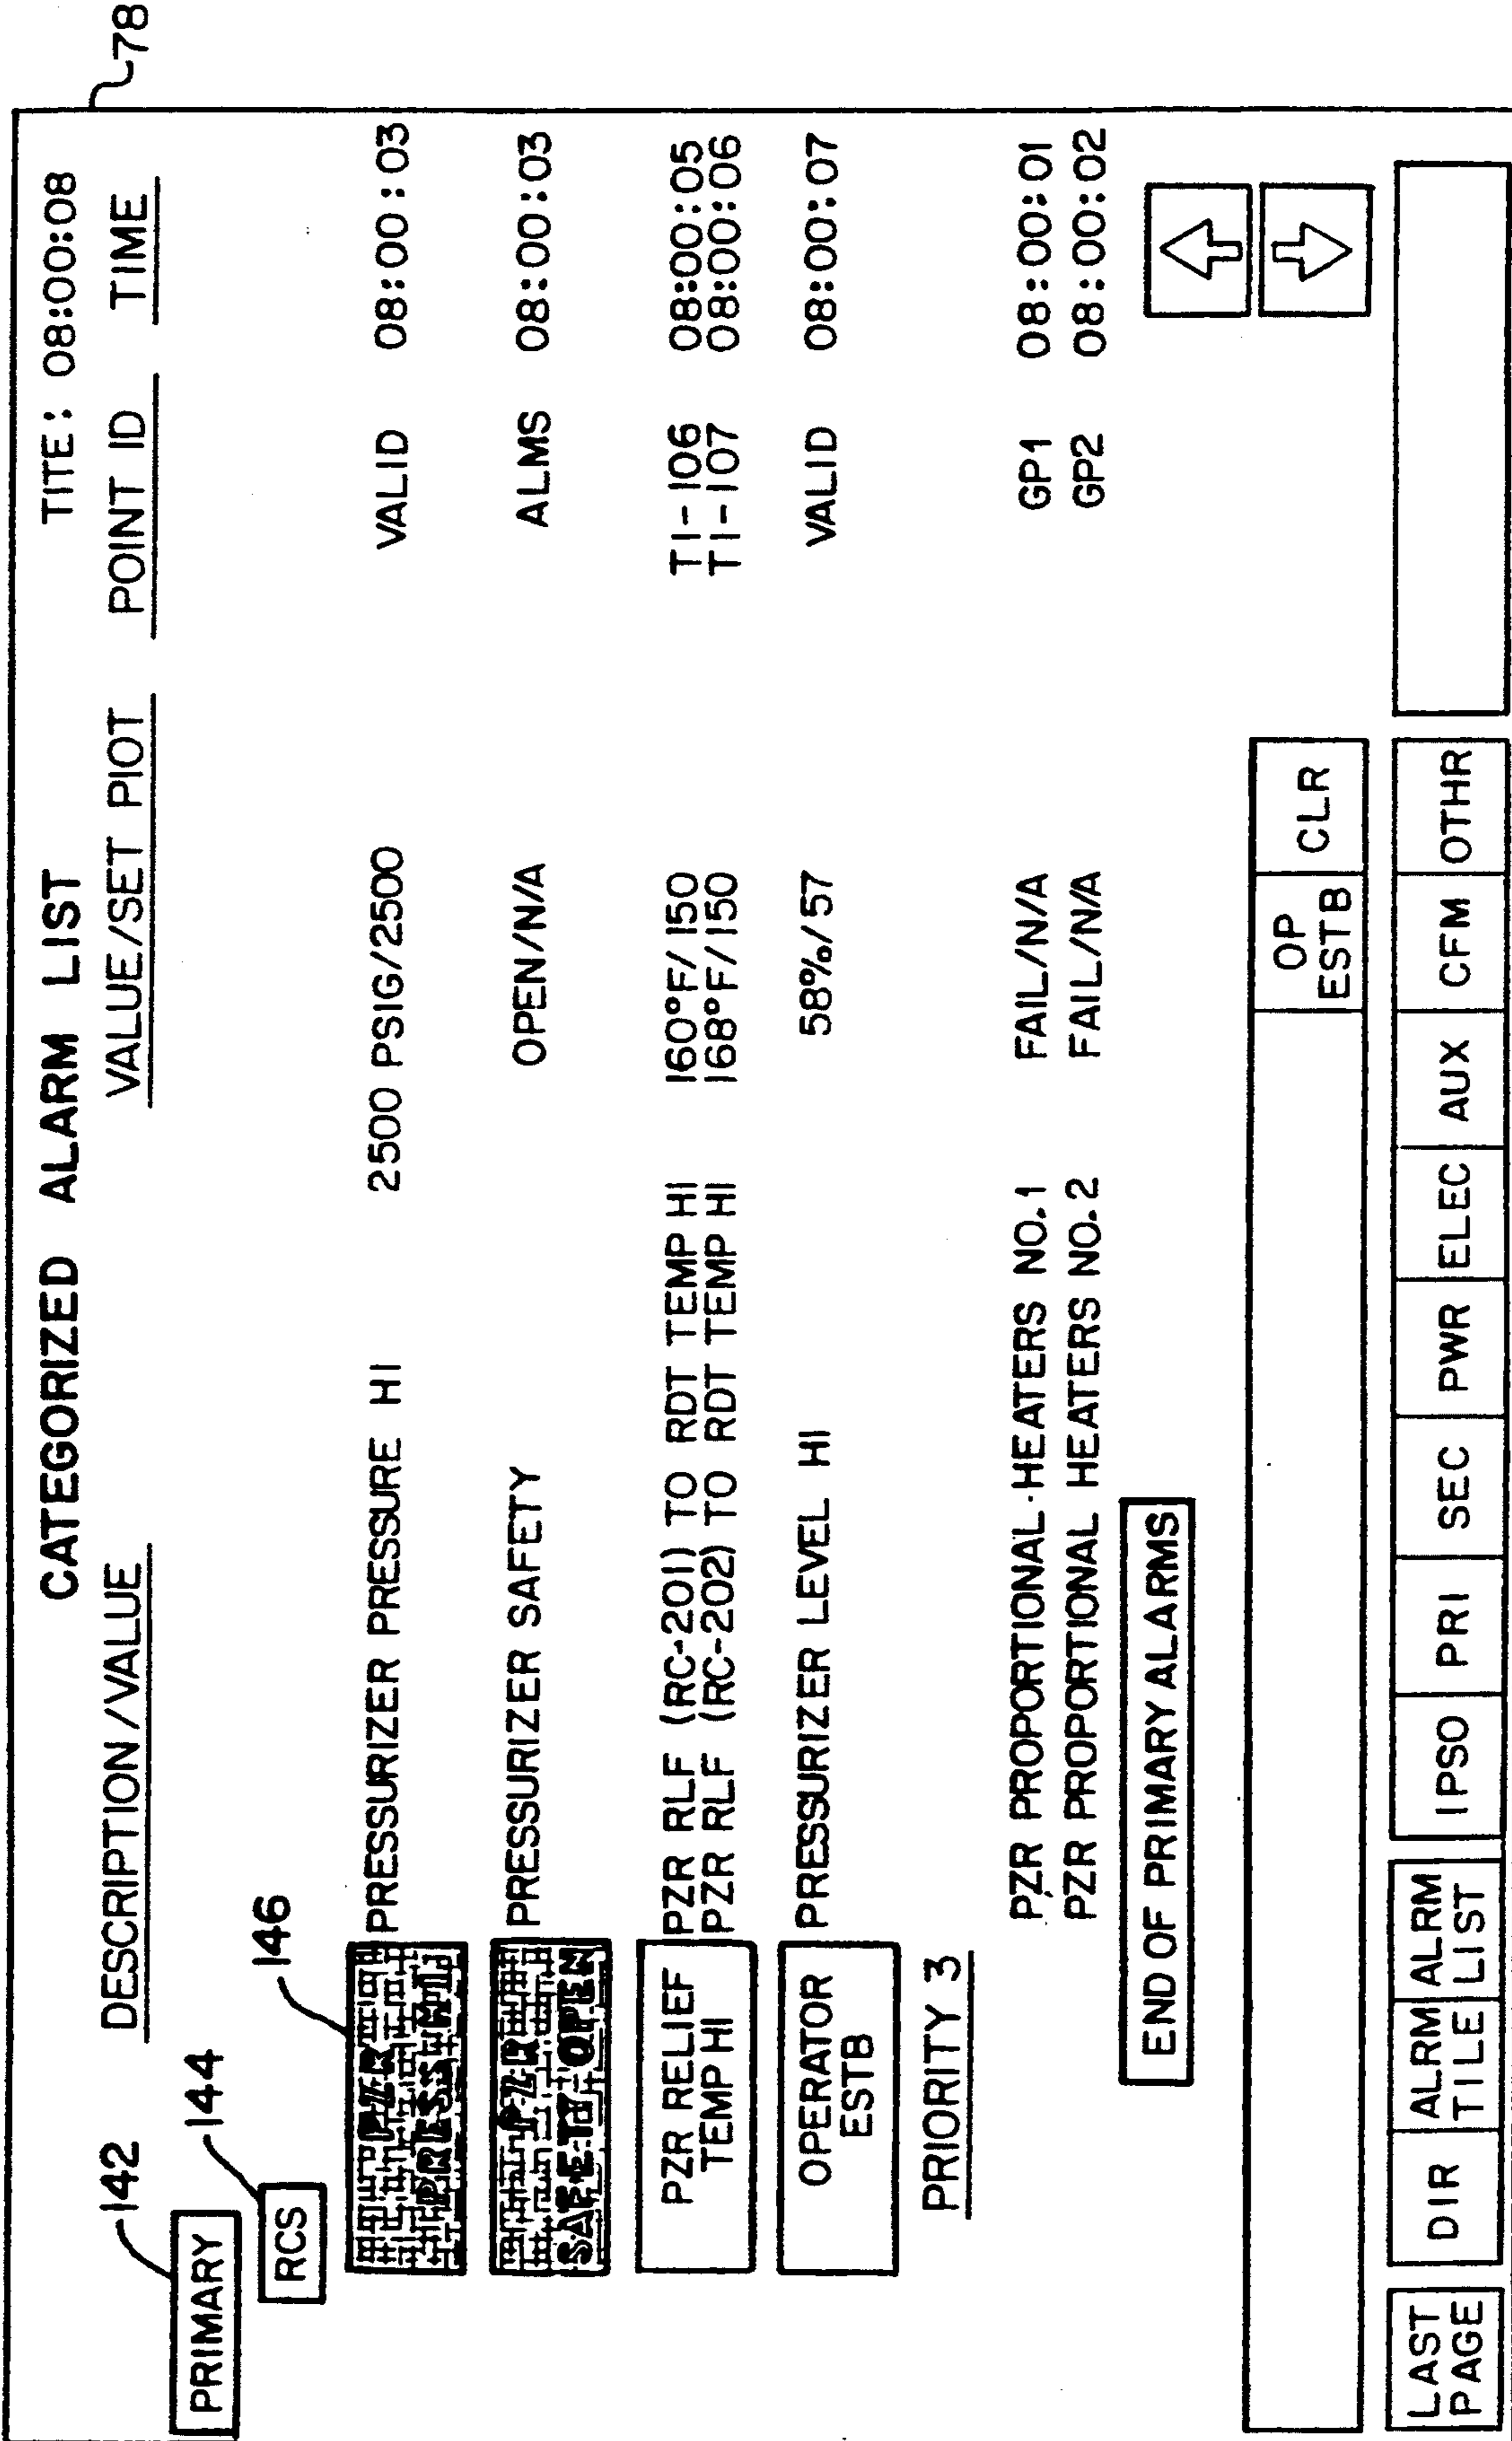 78
CATEGORIZED ALARM LIST TITE: 08:00:08
142 DESCRIPTION/VALUE VALUE/SET PIOT POINT ID TIME
PRIMARY
144
RCS
146
PZR PRESS HI PRESSURIZER PRESSURE HI 2500 PSIG/2500 VALID 08:00:03
PZR SAFETY OPEN PRESSURIZER SAFETY OPEN/N/A ALMS 08:00:03
PZR RELIEF TEMP HI PZR RLF (RC-201) TO RDT TEMP HI 160°F/150 TI-106 08:00:05
PZR RLF (RC-202) TO RDT TEMP HI 168°F/150 TI-107 08:00:06
OPERATOR ESTB PRESSURIZER LEVEL HI 58%/57 VALID 08:00:07
PRIORITY 3
PZR PROPORTIONAL HEATERS NO.1 FAIL/N/A GP1 08:00:01
PZR PROPORTIONAL HEATERS NO.2 FAIL/N/A GP2 08:00:02
END OF PRIMARY ALARMS
OP ESTB CLR
LAST PAGE DIR ALRM TILE ALRM LIST IPSO PRI SEC PWR ELEC AUX CFM OTHR